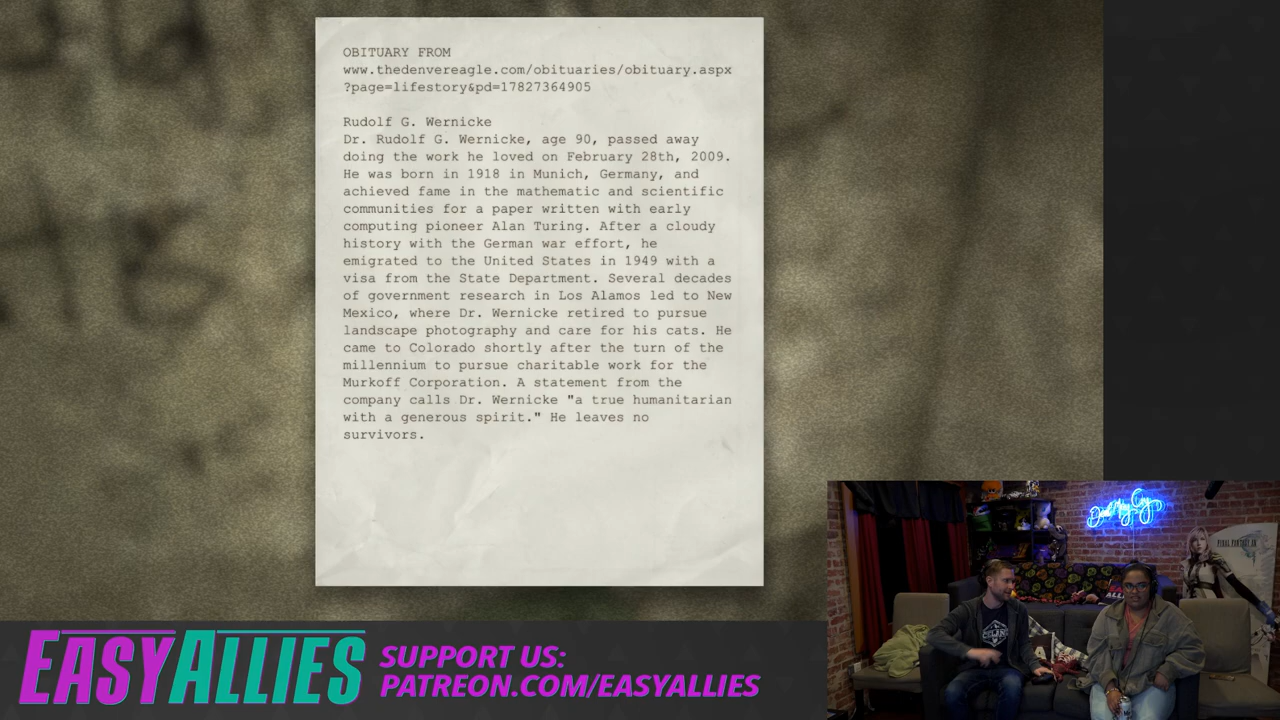 OBITUARY FROM
www.thedenvereagle.com/obituaries/obituary.aspx
?page=lifestory&pd=17827364905
Rudolf G. Wernicke
Dr. Rudolf G. Wernicke, age 90, passed away
doing the work he loved on February 28th, 2009.
He was born in 1918 in Munich, Germany, and
achieved fame in the mathematic and scientific
communities for a paper written with early
computing pioneer Alan Turing. After a cloudy
history with the German war effort, he
emigrated to the United States in 1949 with a
visa from the State Department. Several decades
of government research in Los Alamos led to New
Mexico, where Dr. Wernicke retired to pursue
landscape photography and care for his cats. He
came to Colorado shortly after the turn of the
millennium to pursue charitable work for the
Murkoff Corporation. A statement from the
company calls Dr. Wernicke "a true humanitarian
with a generous spirit." He leaves no
survivors.
Devil May Cry
FINAL FANTASY XIII
EASYALLIES
SUPPORT US:
PATREON.COM/EASYALLIES